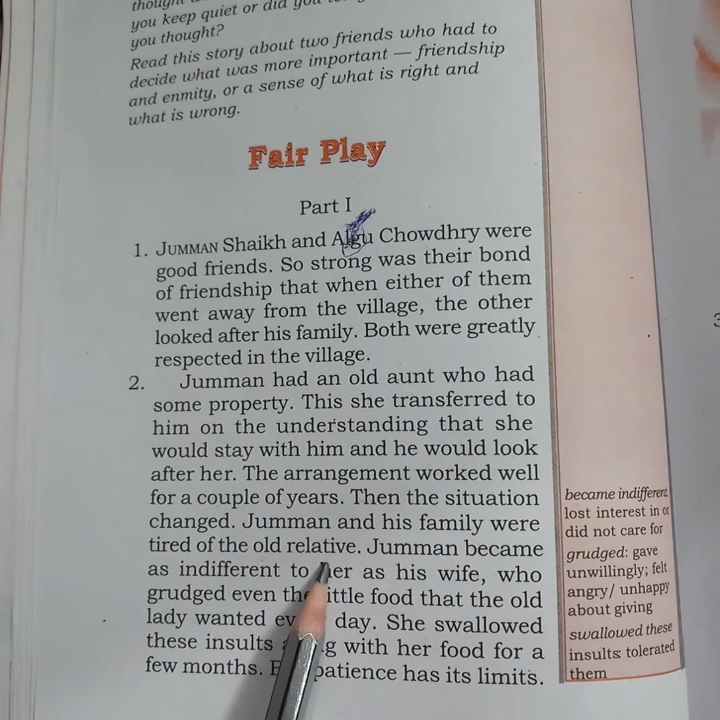 you keep quiet or did you
you thought?
Read this story about two friends who had to
decide what was more important — friendship
and enmity, or a sense of what is right and
what is wrong.
Fair Play
Part I
1. JUMMAN Shaikh and Algu Chowdhry were
good friends. So strong was their bond
of friendship that when either of them
went away from the village, the other
looked after his family. Both were greatly
respected in the village.
2. Jumman had an old aunt who had
some property. This she transferred to
him on the understanding that she
would stay with him and he would look
after her. The arrangement worked well
for a couple of years. Then the situation
changed. Jumman and his family were
tired of the old relative. Jumman became
as indifferent to her as his wife, who
grudged even the little food that the old
lady wanted day. She swallowed
these insults with her food for a
few months. patience has its limits.
became indifferent
lost interest in or
did not care for
grudged: gave
unwillingly; felt
angry/ unhappy
about giving
swallowed these
insults: tolerated
them